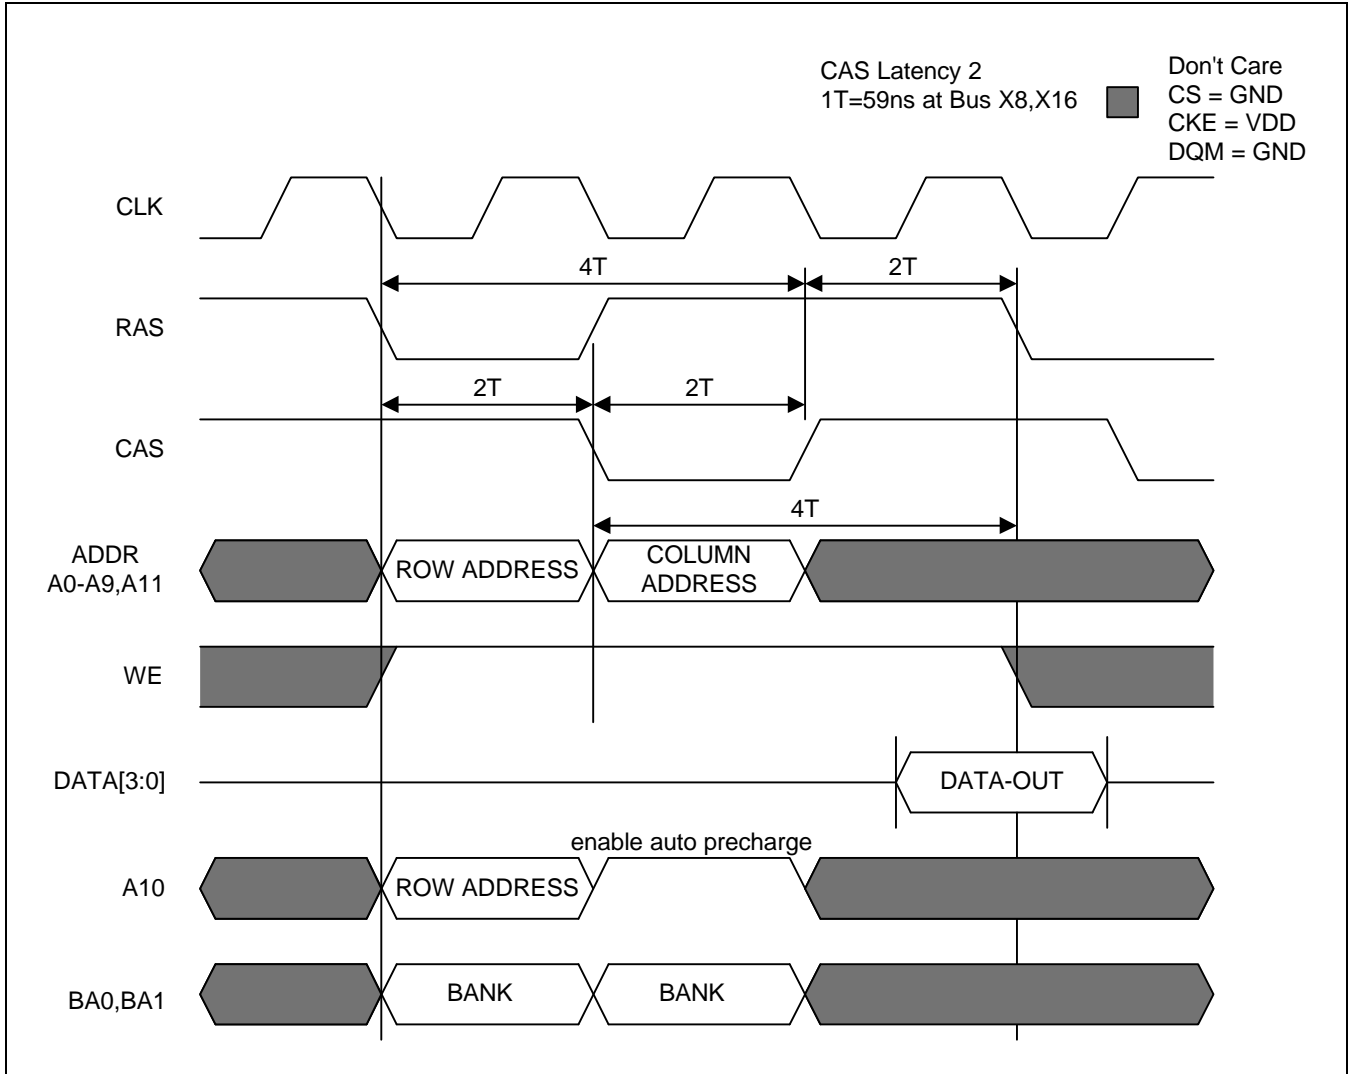 CAS Latency 2
1T=59ns at Bus X8,X16
Don't Care
CS = GND
CKE = VDD
DQM = GND
CLK
4T
2T
RAS
2T
2T
CAS
4T
ADDR
A0-A9,A11
ROW ADDRESS
COLUMN
ADDRESS
WE
DATA[3:0]
DATA-OUT
enable auto precharge
A10
ROW ADDRESS
BA0,BA1
BANK
BANK